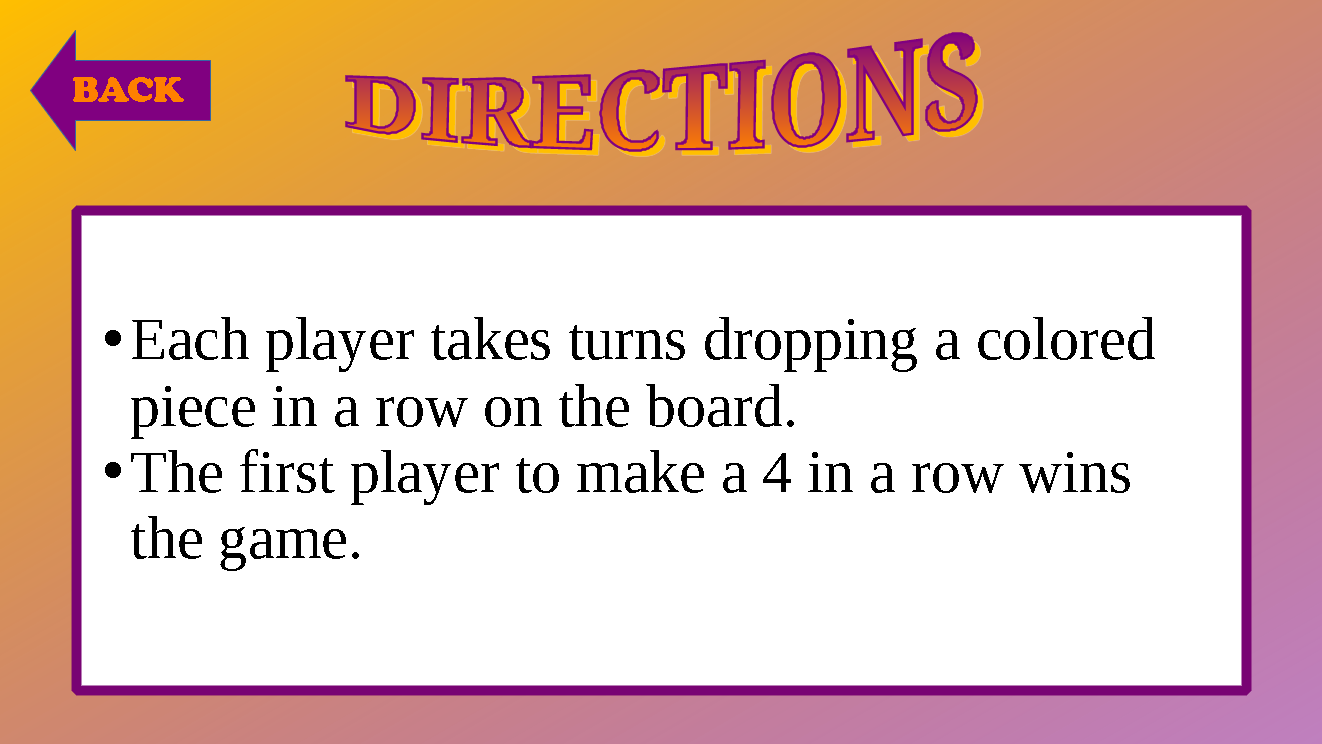 BACK
DIRECTIONS
•Each player takes turns dropping a colored
piece in a row on the board.
•The first player to make a 4 in a row wins
the game.